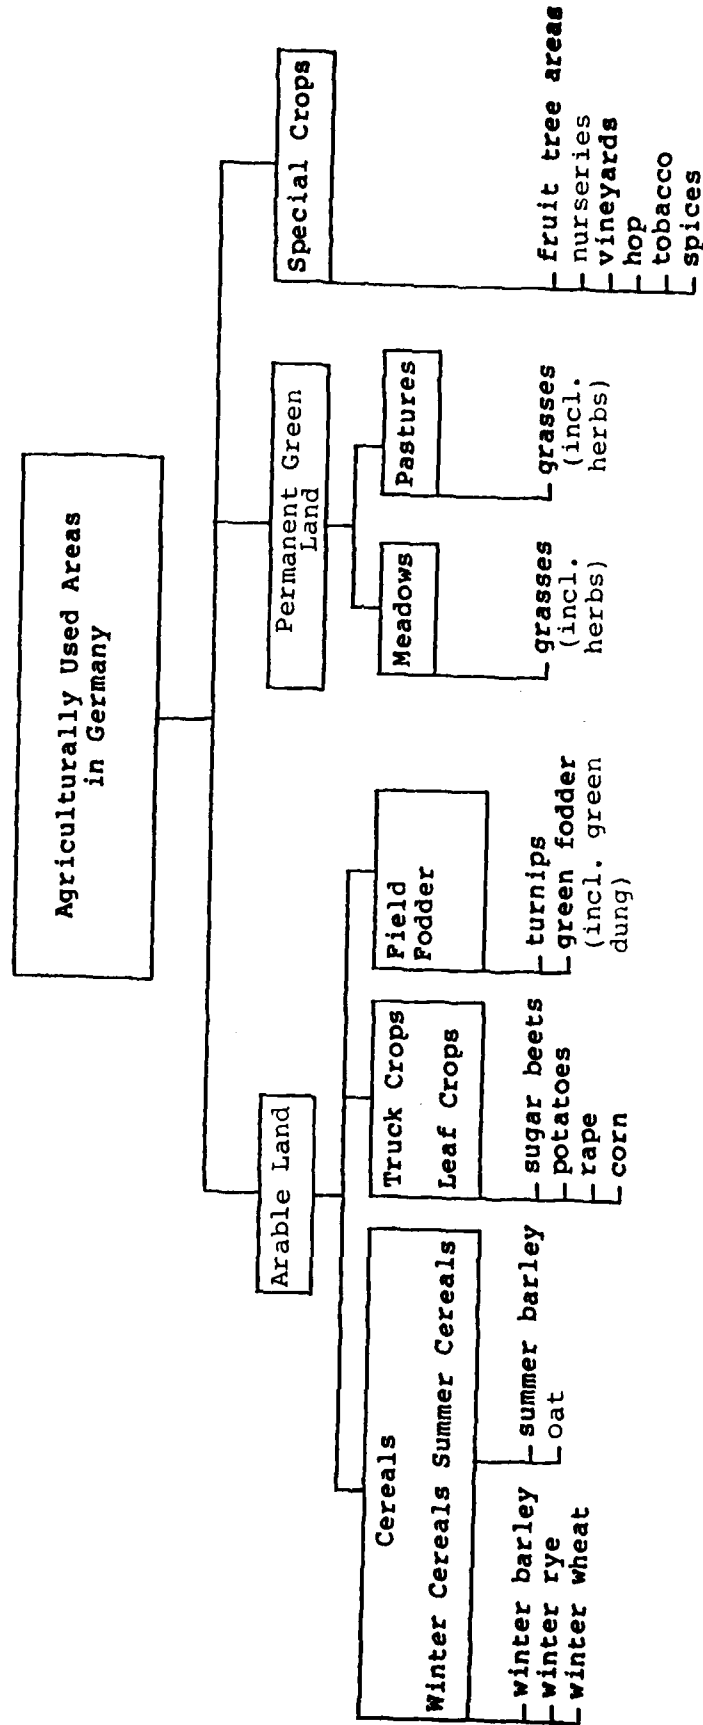 Agriculturally Used Areas
in Germany
Arable Land
Permanent Green
Land
Special Crops
Cereals
Winter Cereals Summer Cereals
Truck Crops
Leaf Crops
Field
Fodder
Meadows
Pastures
winter barley
winter rye
winter wheat
summer barley
oat
sugar beets
potatoes
rape
corn
turnips
green fodder
(incl. green
dung)
grasses
(incl.
herbs)
grasses
(incl.
herbs)
fruit tree areas
nurseries
vineyards
hop
tobacco
spices